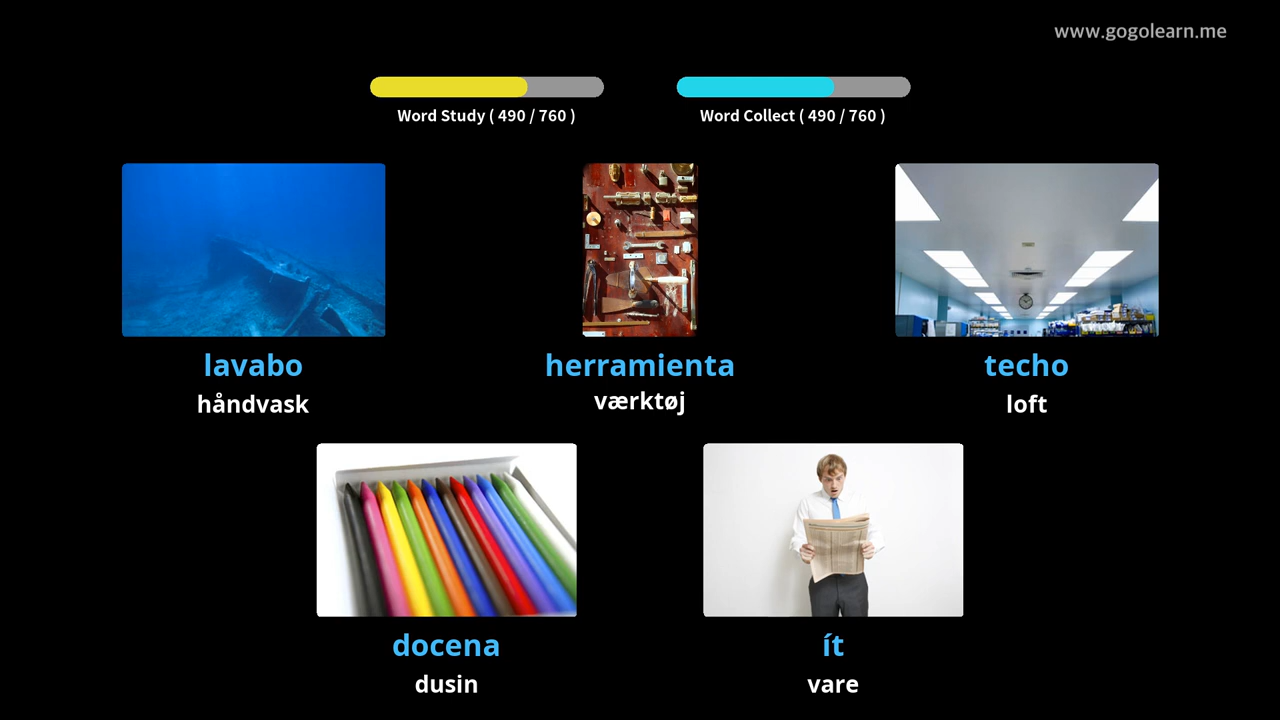 www.gogolearn.me
Word Study ( 490 / 760 )
Word Collect ( 490 / 760 )
lavabo
håndvask
herramienta
værktøj
techo
loft
docena
dusin
ít
vare